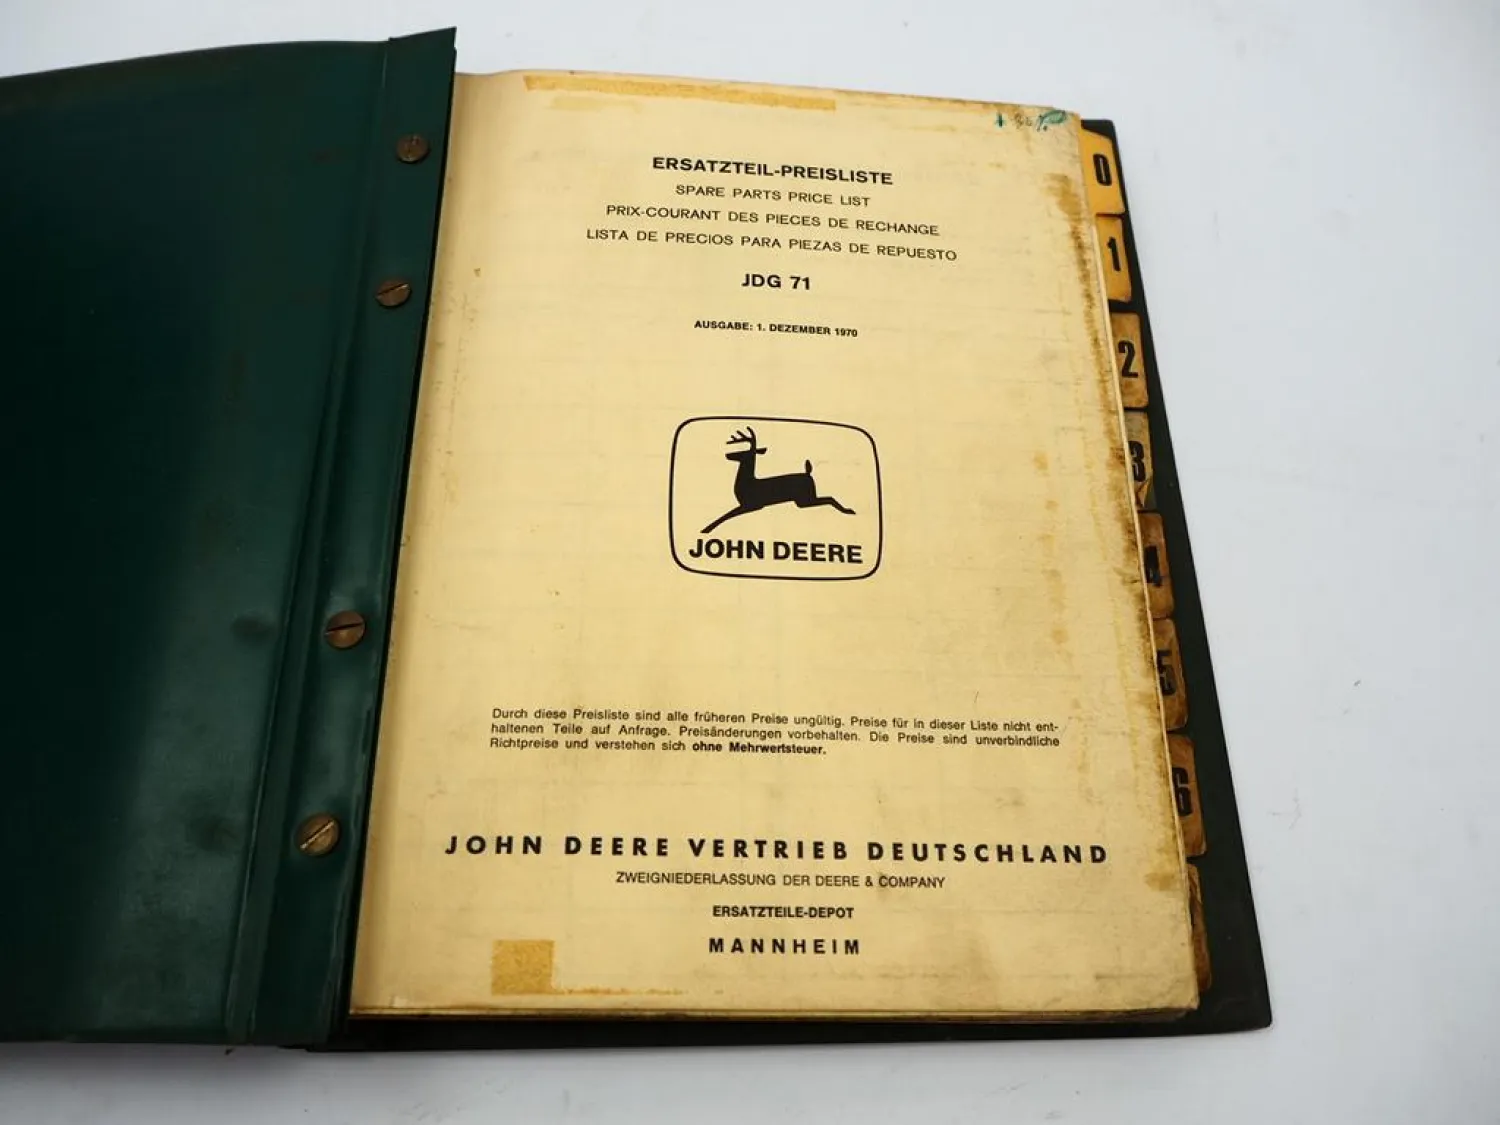 ERSATZTEIL-PREISLISTE
SPARE PARTS PRICE LIST
PRIX-COURANT DES PIECES DE RECHANGE
LISTA DE PRECIOS PARA PIEZAS DE REPUESTO
JDG 71
AUSGABE: 1. DEZEMBER 1970
JOHN DEERE
Durch diese Preisliste sind alle früheren Preise ungültig. Preise für in dieser Liste nicht ent-
haltenen Teile auf Anfrage. Preisänderungen vorbehalten. Die Preise sind unverbindliche
Richtpreise und verstehen sich ohne Mehrwertsteuer.
JOHN DEERE VERTRIEB DEUTSCHLAND
ZWEIGNIEDERLASSUNG DER DEERE & COMPANY
ERSATZTEILE-DEPOT
MANNHEIM
0
1
2
3
4
5
6